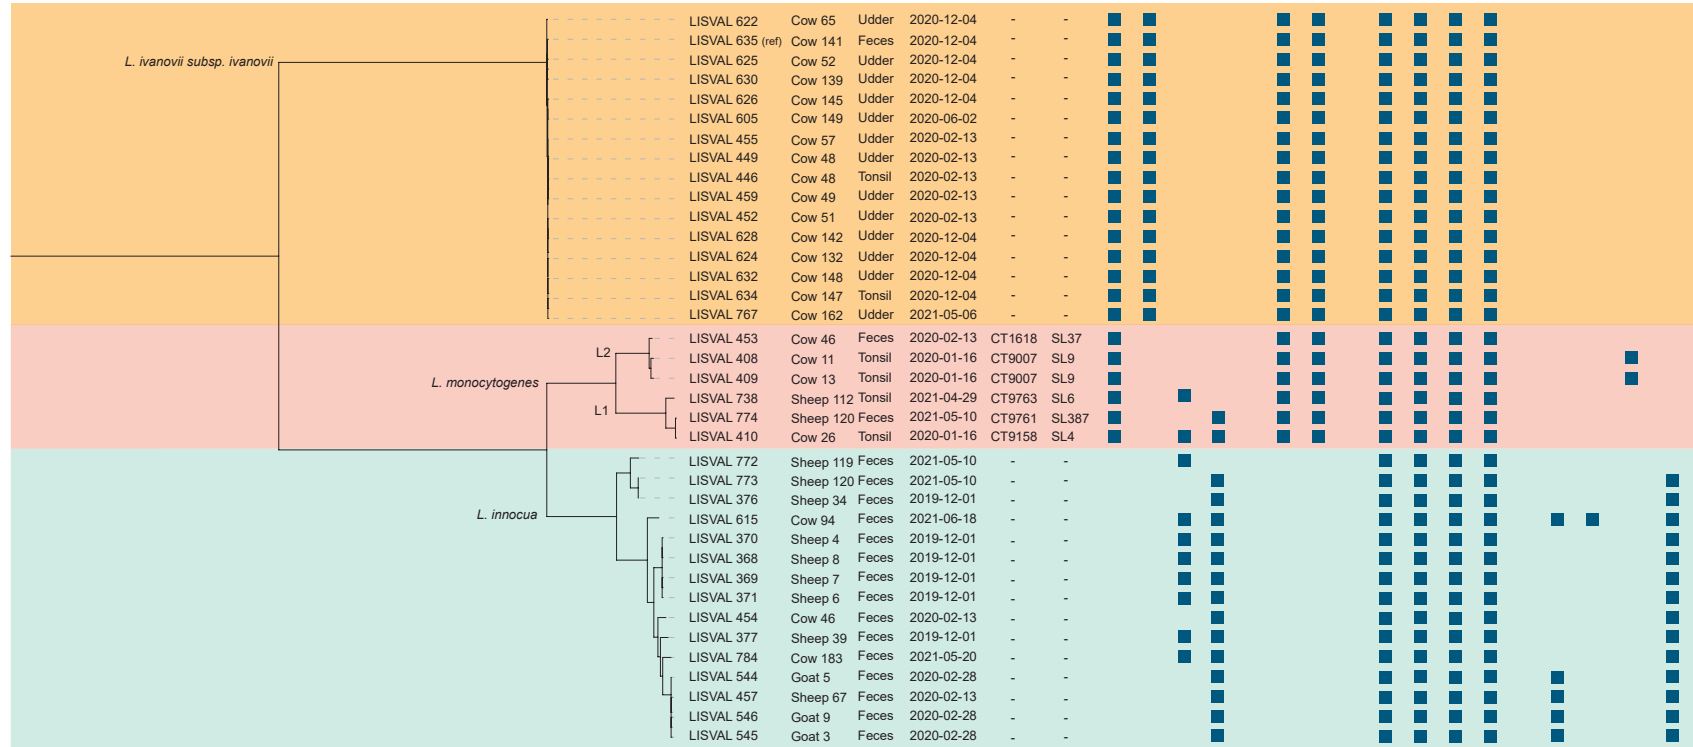 LISVAL 622 Cow 65 Udder 2020-12-04 - -
LISVAL 635 (ref) Cow 141 Feces 2020-12-04 - -
L. ivanovii subsp. ivanovii
LISVAL 625 Cow 52 Udder 2020-12-04 - -
LISVAL 630 Cow 139 Udder 2020-12-04 - -
LISVAL 626 Cow 145 Udder 2020-12-04 - -
LISVAL 605 Cow 149 Udder 2020-06-02 - -
LISVAL 455 Cow 57 Udder 2020-02-13 - -
LISVAL 449 Cow 48 Udder 2020-02-13 - -
LISVAL 446 Cow 48 Tonsil 2020-02-13 - -
LISVAL 459 Cow 49 Udder 2020-02-13 - -
LISVAL 452 Cow 51 Udder 2020-02-13 - -
LISVAL 628 Cow 142 Udder 2020-12-04 - -
LISVAL 624 Cow 132 Udder 2020-12-04 - -
LISVAL 632 Cow 148 Udder 2020-12-04 - -
LISVAL 634 Cow 147 Tonsil 2020-12-04 - -
LISVAL 767 Cow 162 Udder 2021-05-06 - -
LISVAL 453 Cow 46 Feces 2020-02-13 CT1618 SL37
L2
LISVAL 408 Cow 11 Tonsil 2020-01-16 CT9007 SL9
LISVAL 409 Cow 13 Tonsil 2020-01-16 CT9007 SL9
L. monocytogenes
LISVAL 738 Sheep 112 Tonsil 2021-04-29 CT9763 SL6
L1
LISVAL 774 Sheep 120 Feces 2021-05-10 CT9761 SL387
LISVAL 410 Cow 26 Tonsil 2020-01-16 CT9158 SL4
LISVAL 772 Sheep 119 Feces 2021-05-10 - -
LISVAL 773 Sheep 120 Feces 2021-05-10 - -
LISVAL 376 Sheep 34 Feces 2019-12-01 - -
L. innocua
LISVAL 615 Cow 94 Feces 2021-06-18 - -
LISVAL 370 Sheep 4 Feces 2019-12-01 - -
LISVAL 368 Sheep 8 Feces 2019-12-01 - -
LISVAL 369 Sheep 7 Feces 2019-12-01 - -
LISVAL 371 Sheep 6 Feces 2019-12-01 - -
LISVAL 454 Cow 46 Feces 2020-02-13 - -
LISVAL 377 Sheep 39 Feces 2019-12-01 - -
LISVAL 784 Cow 183 Feces 2021-05-20 - -
LISVAL 544 Goat 5 Feces 2020-02-28 - -
LISVAL 457 Sheep 67 Feces 2020-02-13 - -
LISVAL 546 Goat 9 Feces 2020-02-28 - -
LISVAL 545 Goat 3 Feces 2020-02-28 - -